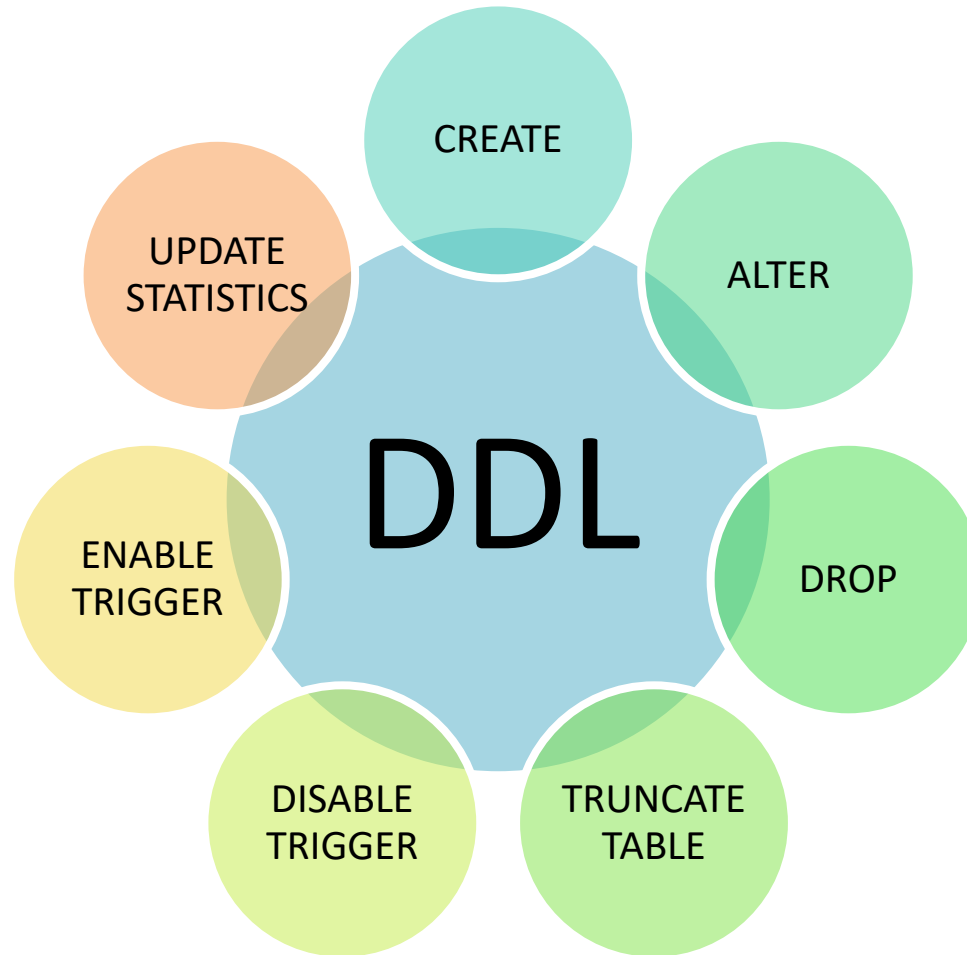 CREATE
UPDATE
STATISTICS
ALTER
DDL
ENABLE
TRIGGER
DROP
DISABLE
TRIGGER
TRUNCATE
TABLE